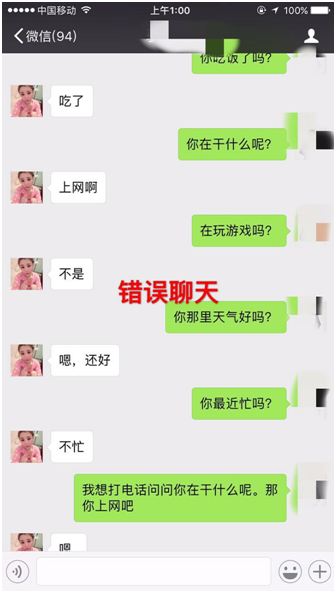 中国移动
上午1:00
100%
微信(94)
你吃饭了吗?
吃了
你在干什么呢?
上网啊
在玩游戏吗?
不是
错误聊天
你那里天气好吗?
嗯，还好
你最近忙吗?
不忙
我想打电话问问你在干什么呢。那
你上网吧
嗯